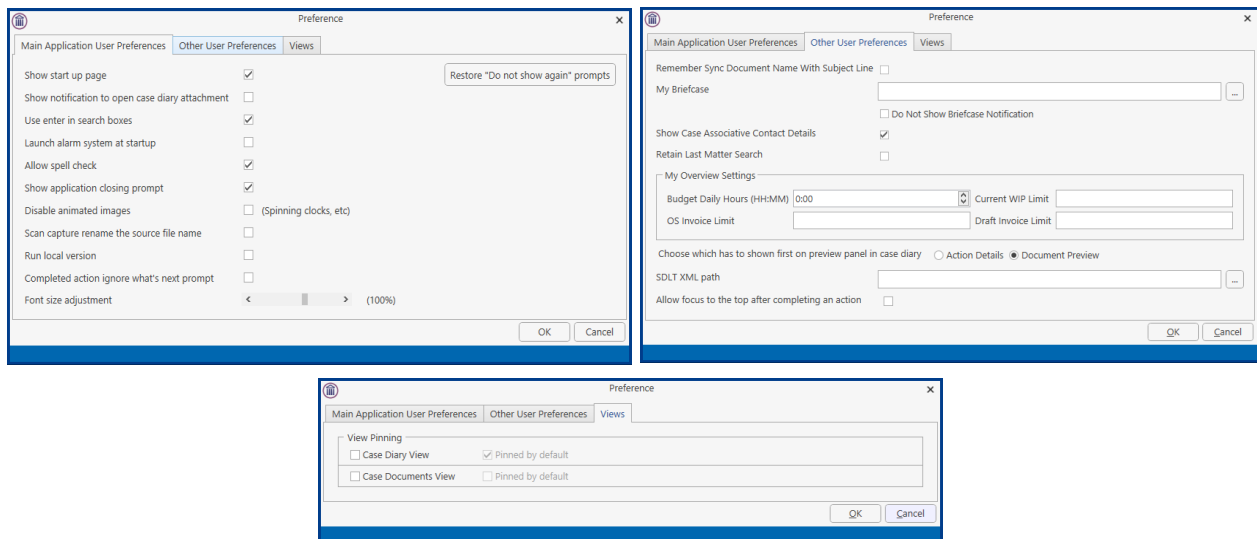 Preference
Main Application User Preferences Other User Preferences Views
Show start up page
Restore "Do not show again" prompts
Show notification to open case diary attachment
Use enter in search boxes
Launch alarm system at startup
Allow spell check
Show application closing prompt
Disable animated images (Spinning clocks, etc)
Scan capture rename the source file name
Run local version
Completed action ignore what's next prompt
Font size adjustment (100%)
OK Cancel
Preference
Main Application User Preferences Other User Preferences Views
Remember Sync Document Name With Subject Line
My Briefcase ...
Do Not Show Briefcase Notification
Show Case Associative Contact Details
Retain Last Matter Search
My Overview Settings
Budget Daily Hours (HH:MM) 0:00 Current WIP Limit
OS Invoice Limit Draft Invoice Limit
Choose which has to shown first on preview panel in case diary Action Details Document Preview
SDLT XML path ...
Allow focus to the top after completing an action
OK Cancel
Preference
Main Application User Preferences Other User Preferences Views
View Pinning
Case Diary View Pinned by default
Case Documents View Pinned by default
OK Cancel